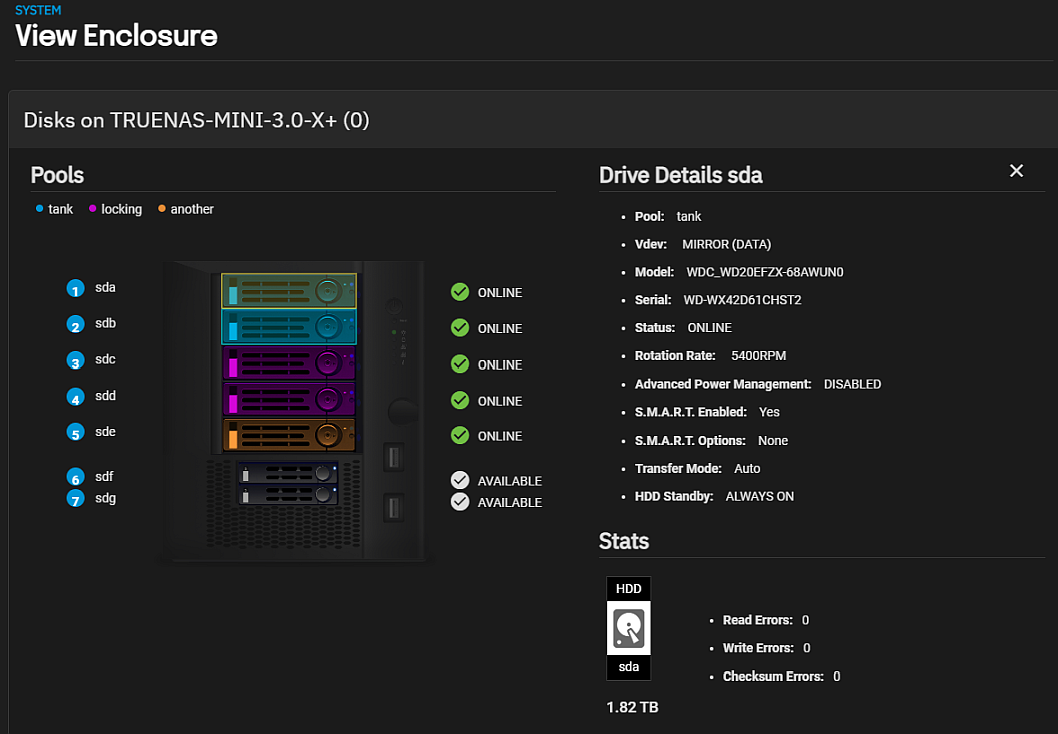 SYSTEM
View Enclosure
Disks on TRUENAS-MINI-3.0-X+ (0)
Pools
tank locking another
1 sda ONLINE
2 sdb ONLINE
3 sdc ONLINE
4 sdd ONLINE
5 sde ONLINE
6 sdf AVAILABLE
7 sdg AVAILABLE
Drive Details sda
Pool: tank
Vdev: MIRROR (DATA)
Model: WDC_WD20EFZX-68AWUN0
Serial: WD-WX42D61CHST2
Status: ONLINE
Rotation Rate: 5400RPM
Advanced Power Management: DISABLED
S.M.A.R.T. Enabled: Yes
S.M.A.R.T. Options: None
Transfer Mode: Auto
HDD Standby: ALWAYS ON
Stats
HDD
sda
1.82 TB
Read Errors: 0
Write Errors: 0
Checksum Errors: 0